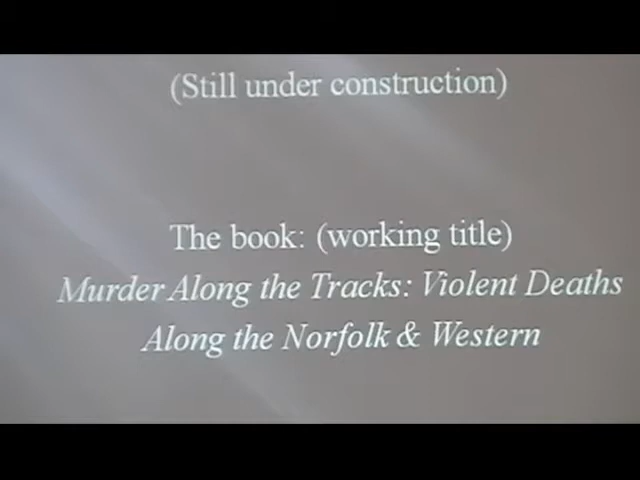 (Still under construction)
The book: (working title)
Murder Along the Tracks: Violent Deaths
Along the Norfolk & Western